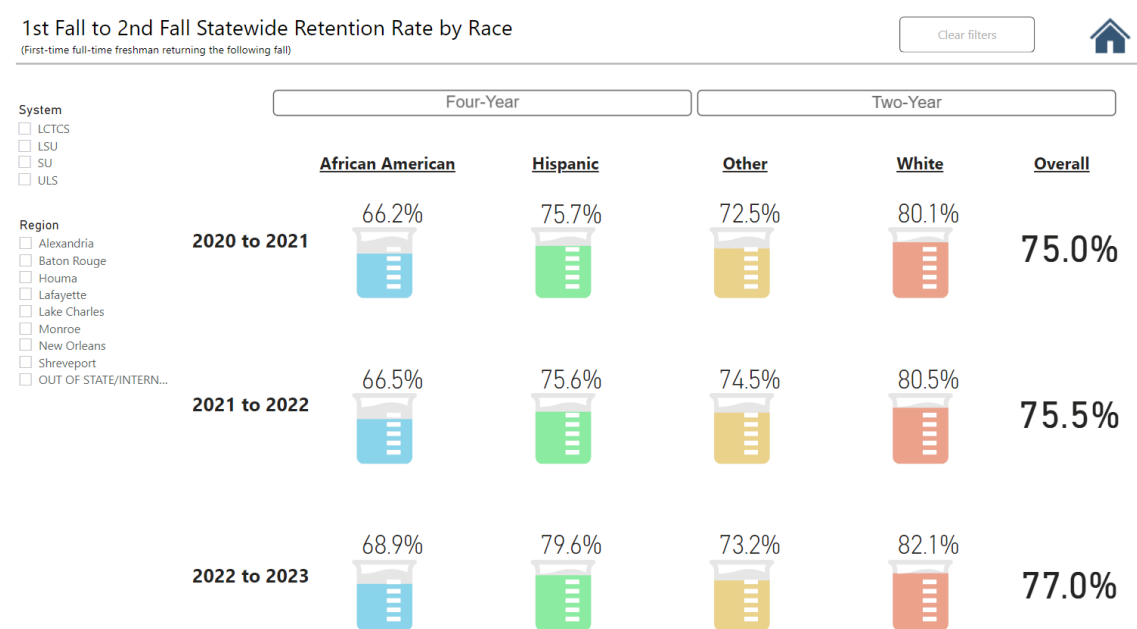 1st Fall to 2nd Fall Statewide Retention Rate by Race
(First-time full-time freshman returning the following fall)
Clear filters
System
LCTCS
LSU
SU
ULS
Region
Alexandria
Baton Rouge
Houma
Lafayette
Lake Charles
Monroe
New Orleans
Shreveport
OUT OF STATE/INTERN...
Four-Year Two-Year
African American Hispanic Other White Overall
66.2% 75.7% 72.5% 80.1%
2020 to 2021 75.0%
66.5% 75.6% 74.5% 80.5%
2021 to 2022 75.5%
68.9% 79.6% 73.2% 82.1%
2022 to 2023 77.0%